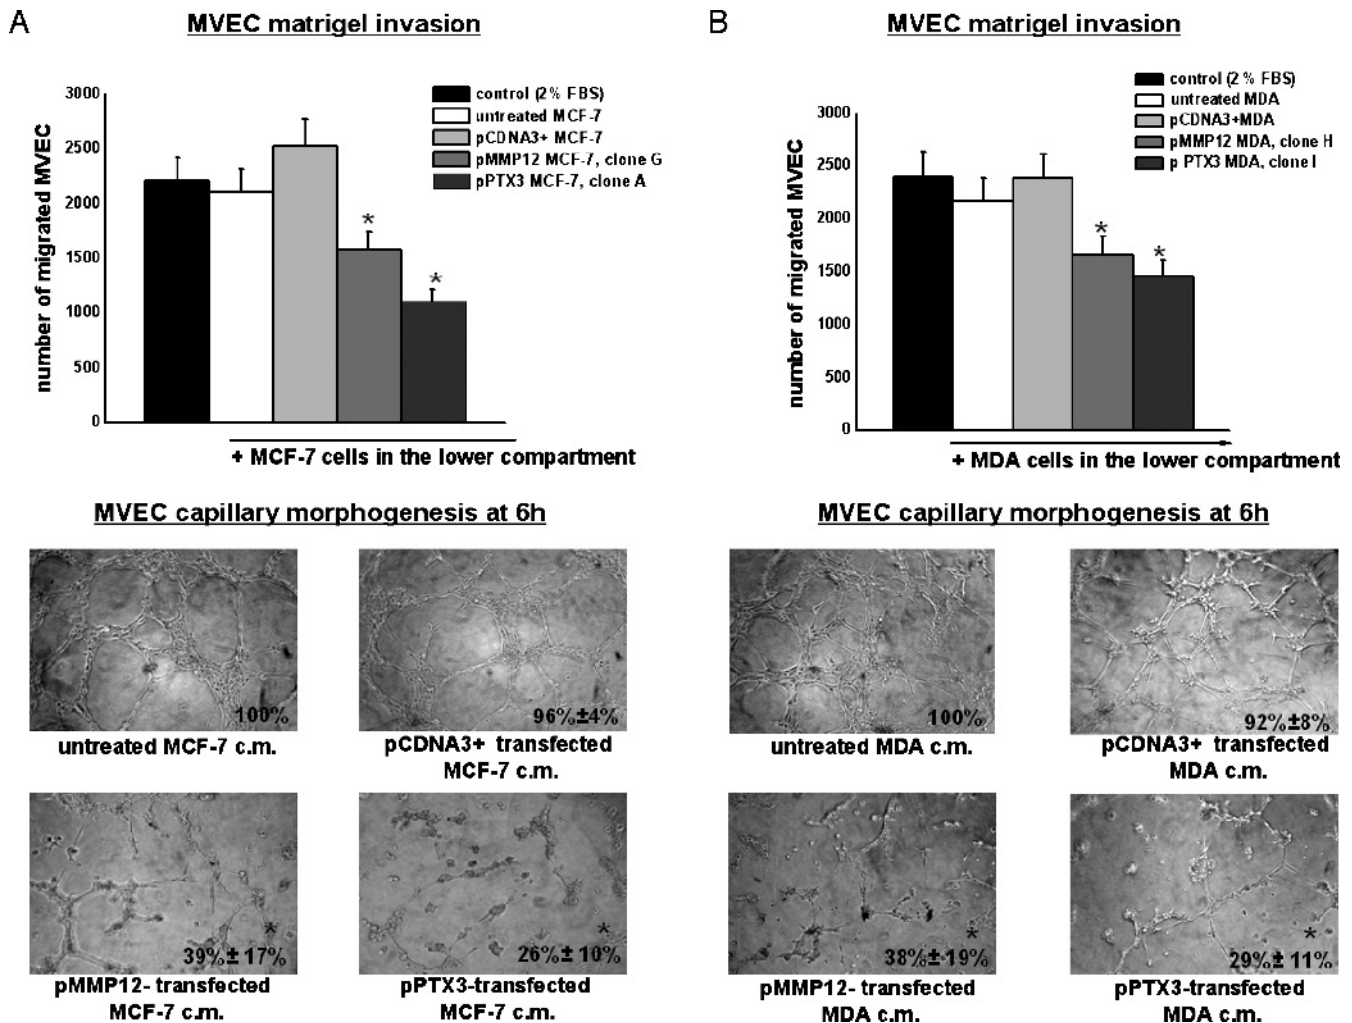 A
MVEC matrigel invasion
number of migrated MVEC
3000
2500
2000
1500
1000
500
0
control (2% FBS)
untreated MCF-7
pCDNA3+ MCF-7
pMMP12 MCF-7, clone G
pPTX3 MCF-7, clone A
*
*
+ MCF-7 cells in the lower compartment
MVEC capillary morphogenesis at 6h
100%
untreated MCF-7 c.m.
96%±4%
pCDNA3+ transfected
MCF-7 c.m.
*
39%± 17%
pMMP12- transfected
MCF-7 c.m.
*
26%± 10%
pPTX3-transfected
MCF-7 c.m.
B
MVEC matrigel invasion
number of migrated MVEC
3000
2500
2000
1500
1000
500
0
control (2% FBS)
untreated MDA
pCDNA3+MDA
pMMP12 MDA, clone H
p PTX3 MDA, clone I
*
*
+ MDA cells in the lower compartment
MVEC capillary morphogenesis at 6h
100%
untreated MDA c.m.
92%±8%
pCDNA3+ transfected
MDA c.m.
*
38%±19%
pMMP12- transfected
MDA c.m.
*
29%± 11%
pPTX3-transfected
MDA c.m.